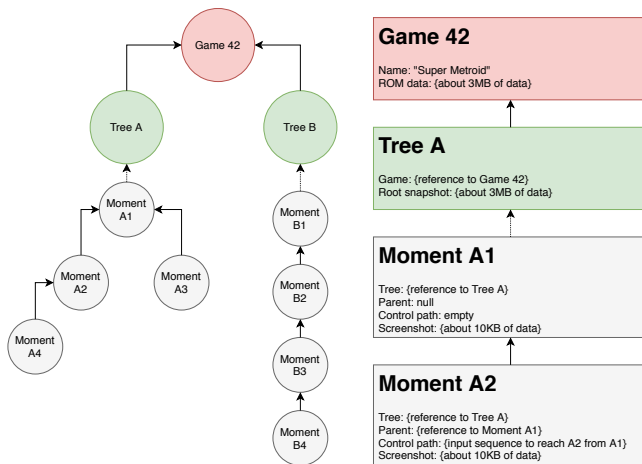 Game 42
Tree A
Tree B
Moment
A1
Moment
A2
Moment
A3
Moment
A4
Moment
B1
Moment
B2
Moment
B3
Moment
B4
Game 42
Name: "Super Metroid"
ROM data: {about 3MB of data}
Tree A
Game: {reference to Game 42}
Root snapshot: {about 3MB of data}
Moment A1
Tree: {reference to Tree A}
Parent: null
Control path: empty
Screenshot: {about 10KB of data}
Moment A2
Tree: {reference to Tree A}
Parent: {reference to Moment A1}
Control path: {input sequence to reach A2 from A1}
Screenshot: {about 10KB of data}